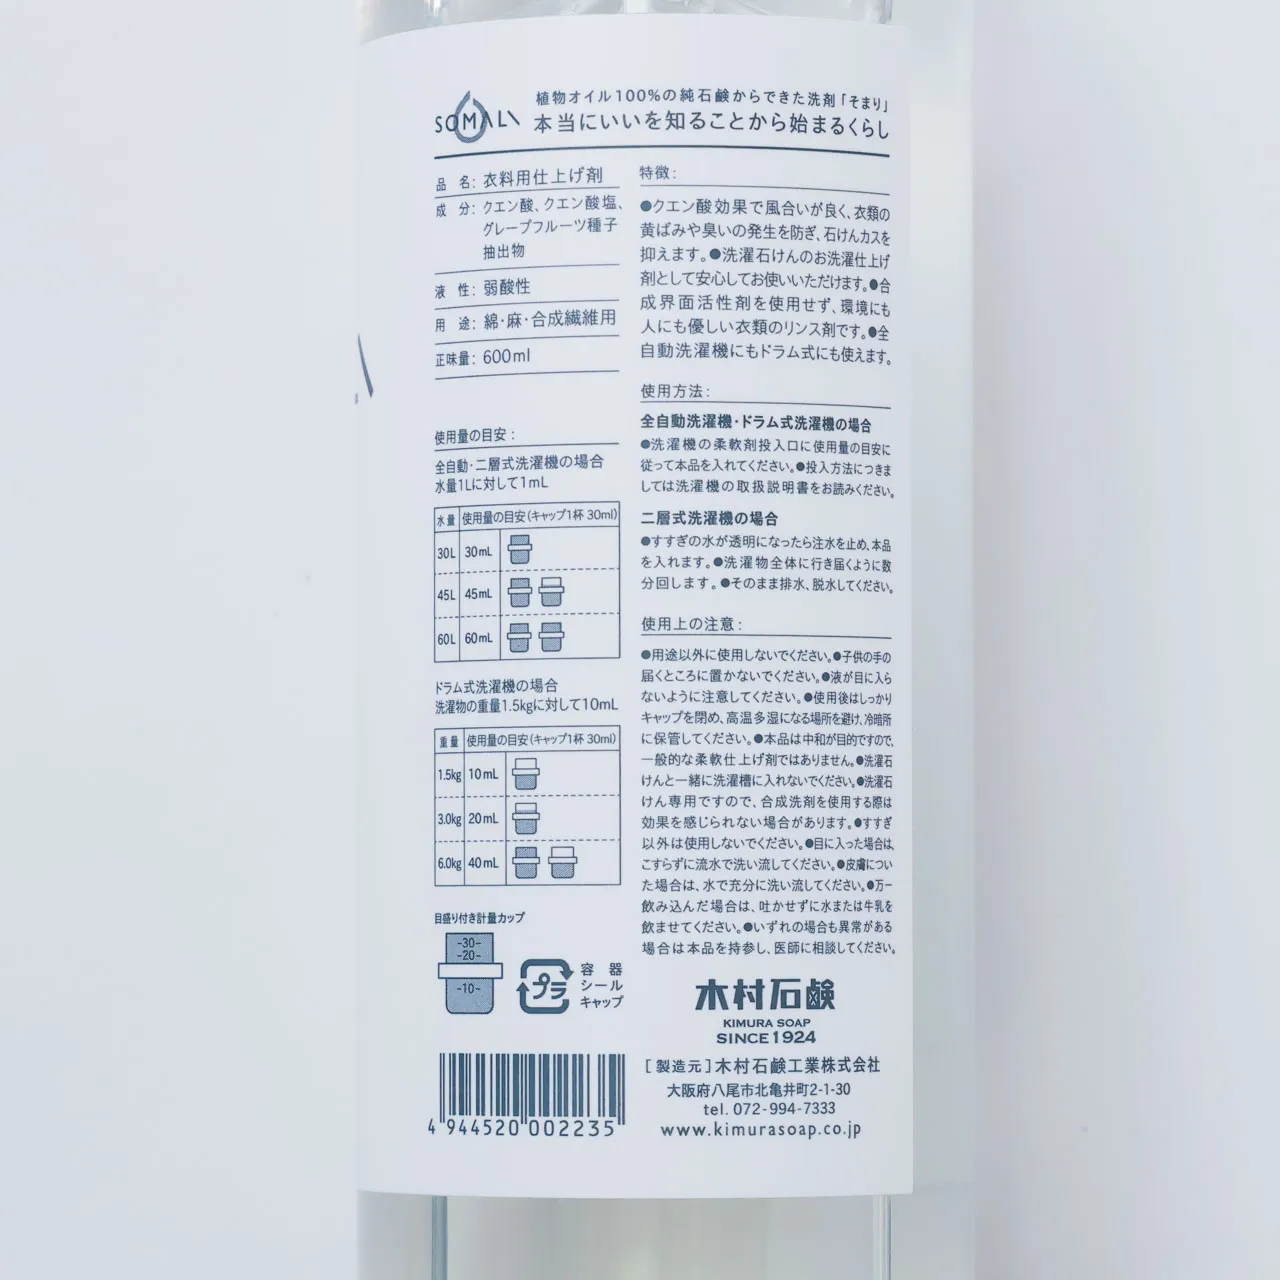 SOMALI
植物オイル100%の純石鹸からできた洗剤「そまり」
本当にいいを知ることから始まるくらし
品 名: 衣料用仕上げ剤
成 分: クエン酸、クエン酸塩、
グレープフルーツ種子
抽出物
液 性: 弱酸性
用 途: 綿・麻・合成繊維用
正味量: 600ml
使用量の目安:
全自動・二層式洗濯機の場合
水量1Lに対して1mL
水量 使用量の目安(キャップ1杯 30ml)
30L 30mL
45L 45mL
60L 60mL
ドラム式洗濯機の場合
洗濯物の重量1.5kgに対して10mL
重量 使用量の目安(キャップ1杯 30ml)
1.5kg 10mL
3.0kg 20mL
6.0kg 40mL
目盛り付き計量カップ
-30-
-20-
-10-
プラ
容器
シール
キャップ
4 944520 002235
特徴:
●クエン酸効果で風合いが良く、衣類の
黄ばみや臭いの発生を防ぎ、石けんカスを
抑えます。●洗濯石けんのお洗濯仕上げ
剤として安心してお使いいただけます。●合
成界面活性剤を使用せず、環境にも
人にも優しい衣類のリンス剤です。●全
自動洗濯機にもドラム式にも使えます。
使用方法:
全自動洗濯機・ドラム式洗濯機の場合
●洗濯機の柔軟剤投入口に使用量の目安に
従って本品を入れてください。●投入方法につきま
しては洗濯機の取扱説明書をお読みください。
二層式洗濯機の場合
●すすぎの水が透明になったら注水を止め、本品
を入れます。●洗濯物全体に行き届くように数
分回します。●そのまま排水、脱水してください。
使用上の注意:
●用途以外に使用しないでください。●子供の手の
届くところに置かないでください。●液が目に入ら
ないように注意してください。●使用後はしっかり
キャップを閉め、高温多湿になる場所を避け、冷暗所
に保管してください。●本品は中和が目的ですので、
一般的な柔軟仕上げ剤ではありません。●洗濯石
けんと一緒に洗濯槽に入れないでください。●洗濯石
けん専用ですので、合成洗剤を使用する際は
効果を感じられない場合があります。●すすぎ
以外は使用しないでください。●目に入った場合は、
こすらずに流水で洗い流してください。●皮膚につい
た場合は、水で充分に洗い流してください。●万一
飲み込んだ場合は、吐かせずに水または牛乳を
飲ませてください。●いずれの場合も異常がある
場合は本品を持参し、医師に相談してください。
木村石鹸
KIMURA SOAP
SINCE 1924
[製造元]木村石鹸工業株式会社
大阪府八尾市北亀井町2-1-30
tel. 072-994-7333
www.kimurasoap.co.jp